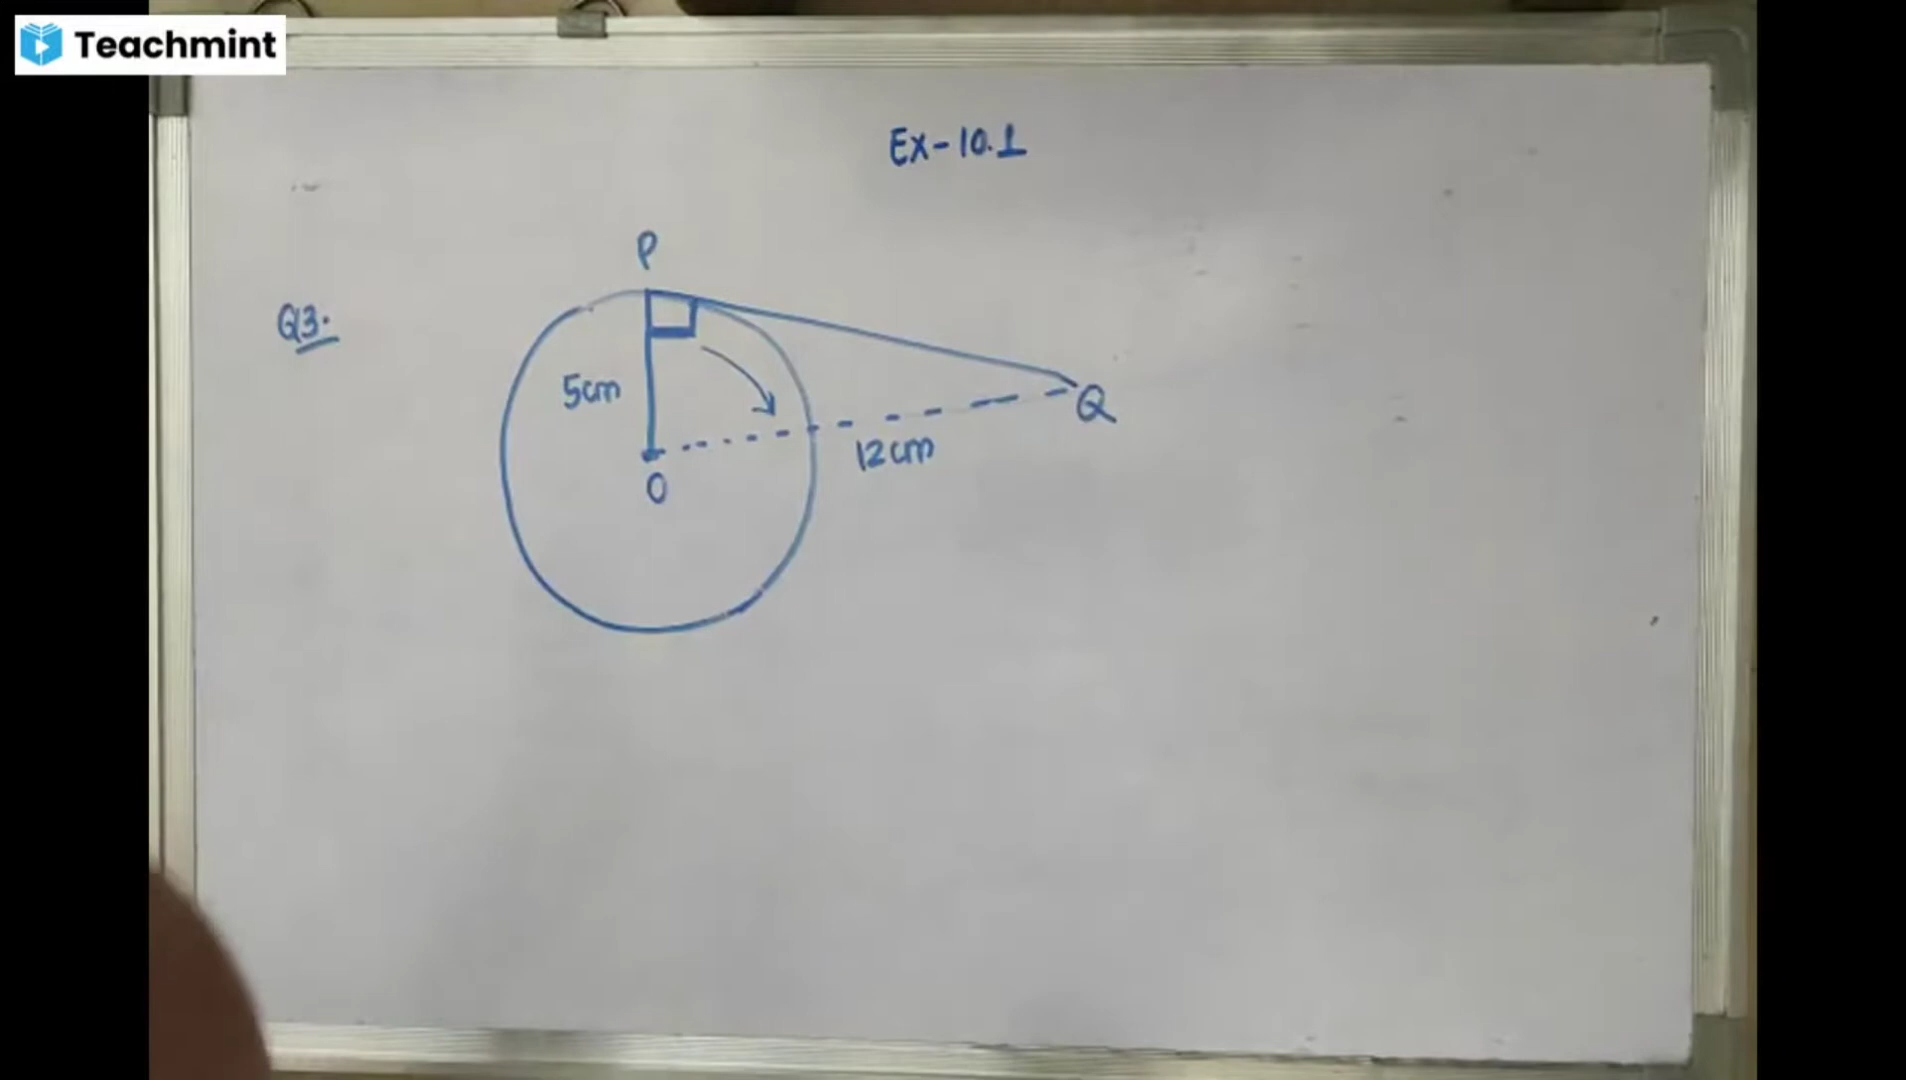 Teachmint
Ex-10.1
P
Q3.
5cm
Q
12cm
O